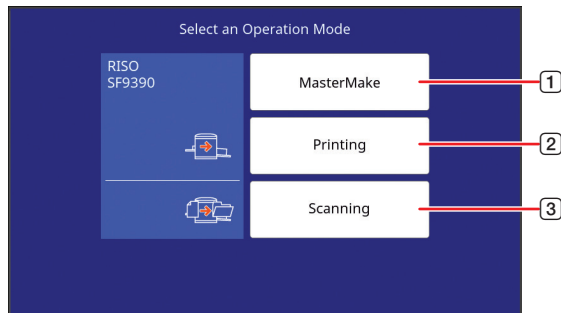 Select an Operation Mode
RISO
SF9390
MasterMake
1
Printing
2
Scanning
3